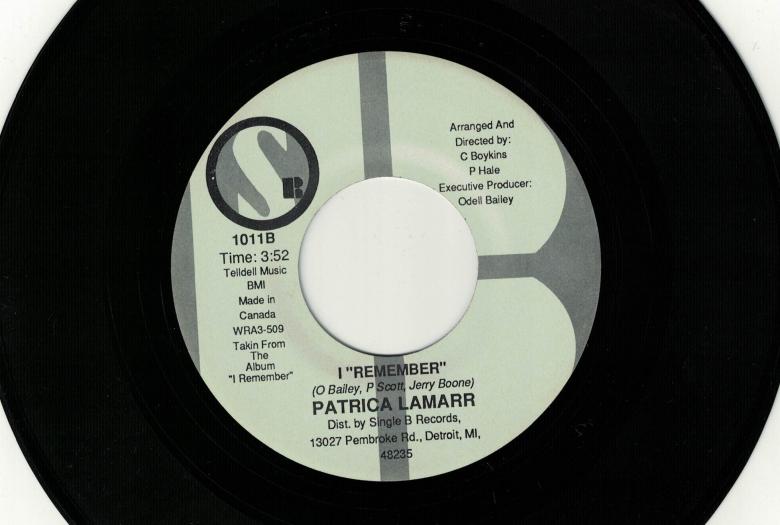 S
B
1011B
Time: 3:52
Telldell Music
BMI
Made in
Canada
WRA3-509
Takin From
The
Album
"I Remember"
Arranged And
Directed by:
C Boykins
P Hale
Executive Producer:
Odell Bailey
I "REMEMBER"
(O Bailey, P Scott, Jerry Boone)
PATRICA LAMARR
Dist. by Single B Records,
13027 Pembroke Rd., Detroit, MI,
48235